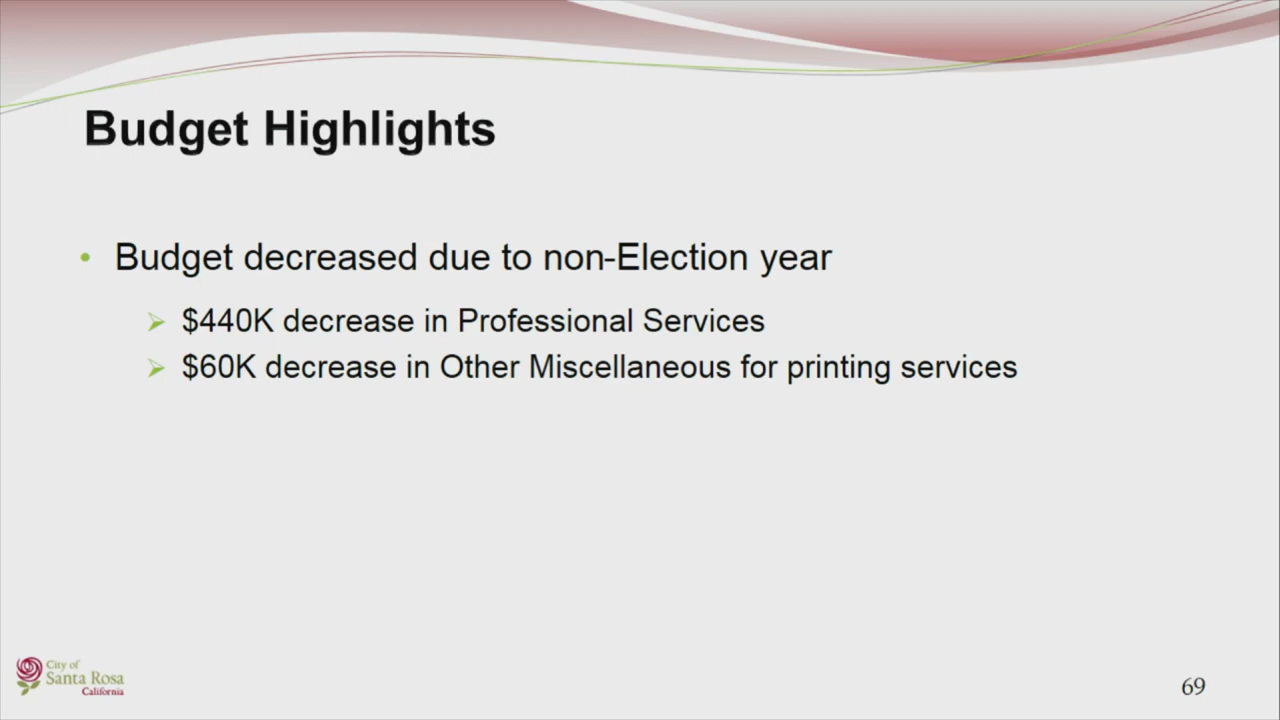 Budget Highlights
• Budget decreased due to non-Election year
➢ $440K decrease in Professional Services
➢ $60K decrease in Other Miscellaneous for printing services
City of
Santa Rosa
California
69